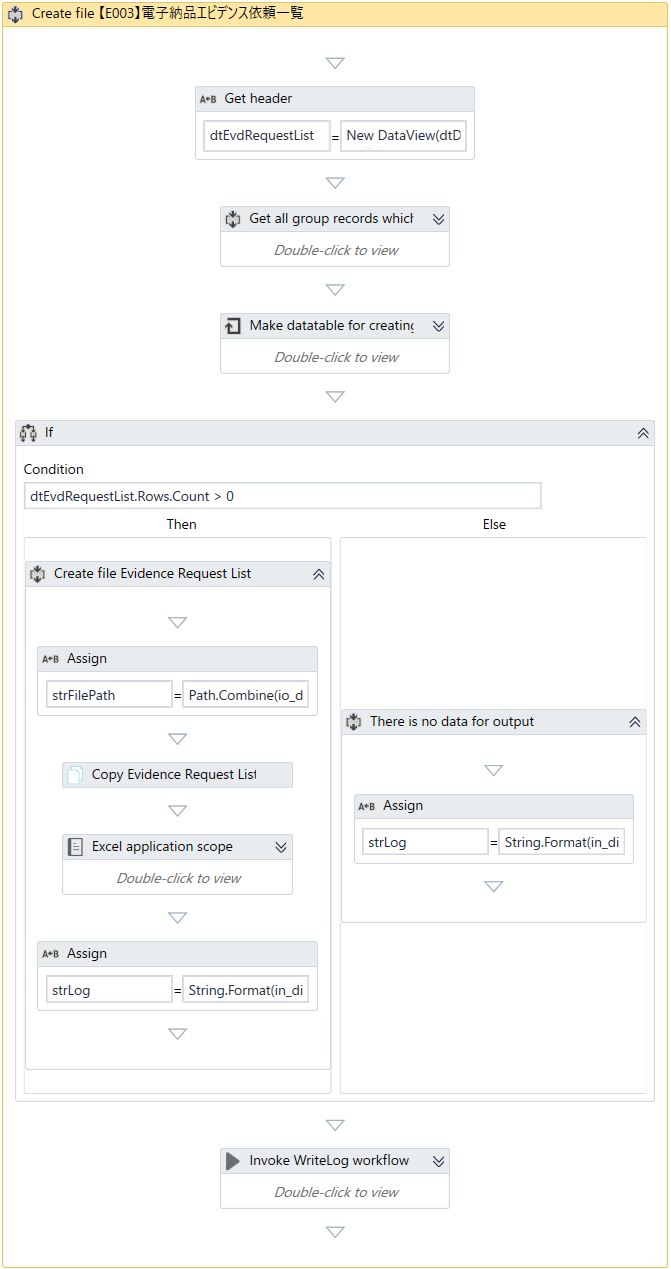 Create file【E003】電子納品エビデンス依頼一覧
A←B Get header
dtEvdRequestList = New DataView(dtD
Get all group records which
Double-click to view
Make datatable for creating
Double-click to view
If
Condition
dtEvdRequestList.Rows.Count > 0
Then
Else
Create file Evidence Request List
A←B Assign
strFilePath = Path.Combine(io_d
Copy Evidence Request List
Excel application scope
Double-click to view
A←B Assign
strLog = String.Format(in_di
There is no data for output
A←B Assign
strLog = String.Format(in_di
Invoke WriteLog workflow
Double-click to view